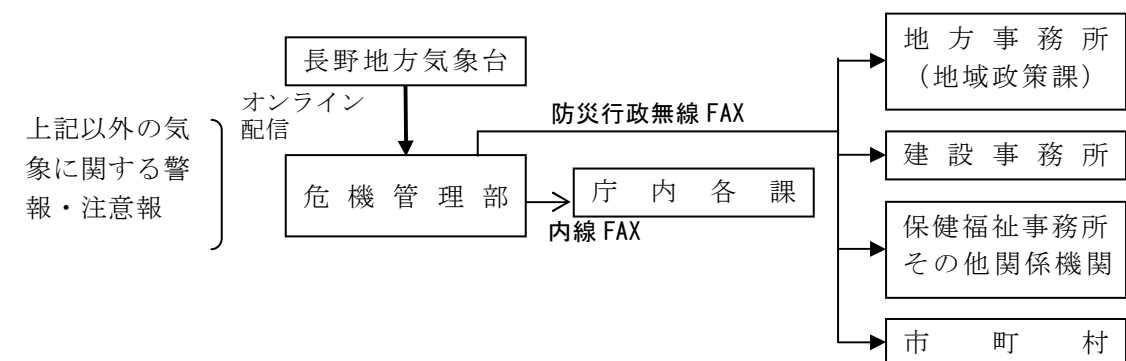 長野地方気象台
オンライン
配信
上記以外の気
象に関する警
報・注意報
危機管理部
防災行政無線 FAX
庁内各課
内線 FAX
地方事務所
（地域政策課）
建設事務所
保健福祉事務所
その他関係機関
市町村